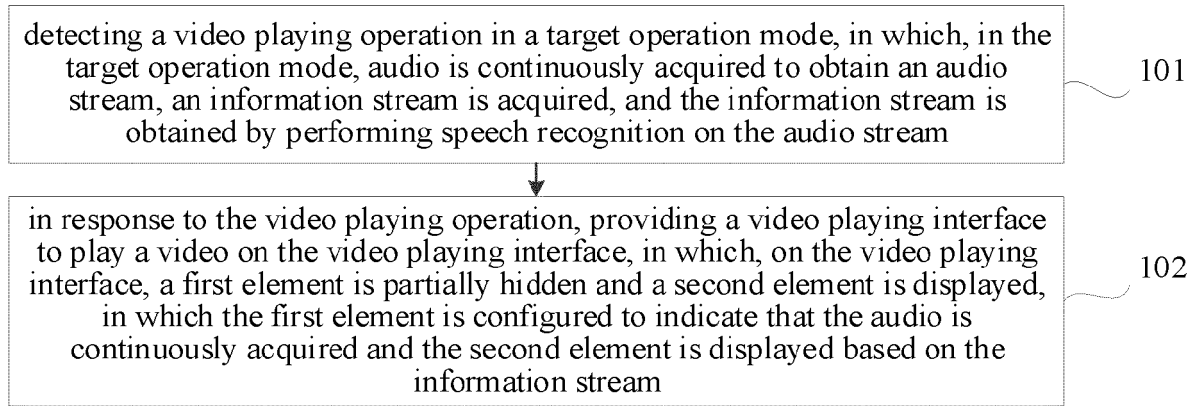 detecting a video playing operation in a target operation mode, in which, in the
target operation mode, audio is continuously acquired to obtain an audio
stream, an information stream is acquired, and the information stream is
obtained by performing speech recognition on the audio stream
101
in response to the video playing operation, providing a video playing interface
to play a video on the video playing interface, in which, on the video playing
interface, a first element is partially hidden and a second element is displayed,
in which the first element is configured to indicate that the audio is
continuously acquired and the second element is displayed based on the
information stream
102